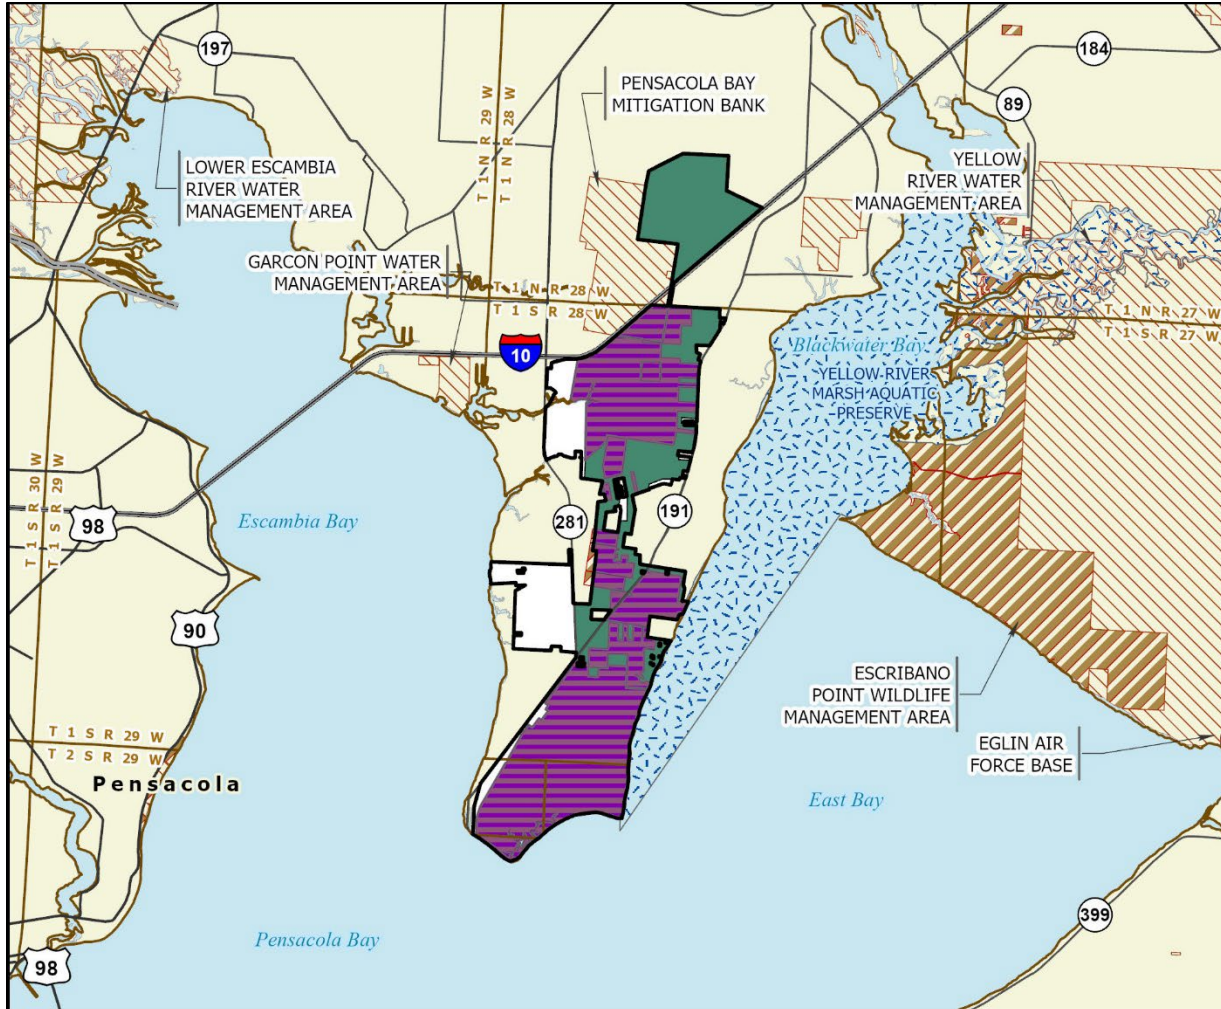 197
184
PENSACOLA BAY
MITIGATION BANK
89
T 1 N R 29 W
T 1 N R 28 W
LOWER ESCAMBIA
RIVER WATER
MANAGEMENT AREA
YELLOW
RIVER WATER
MANAGEMENT AREA
GARCON POINT WATER
MANAGEMENT AREA
T 1 N R 28 W
T 1 S R 28 W
T 1 N R 27 W
T 1 S R 27 W
10
Blackwater Bay
YELLOW RIVER
MARSH AQUATIC
PRESERVE
T 1 S R 30 W
T 1 S R 29 W
98
Escambia Bay
281
191
90
ESCRIBANO
POINT WILDLIFE
MANAGEMENT AREA
T 1 S R 29 W
T 2 S R 29 W
EGLIN AIR
FORCE BASE
Pensacola
East Bay
399
Pensacola Bay
98